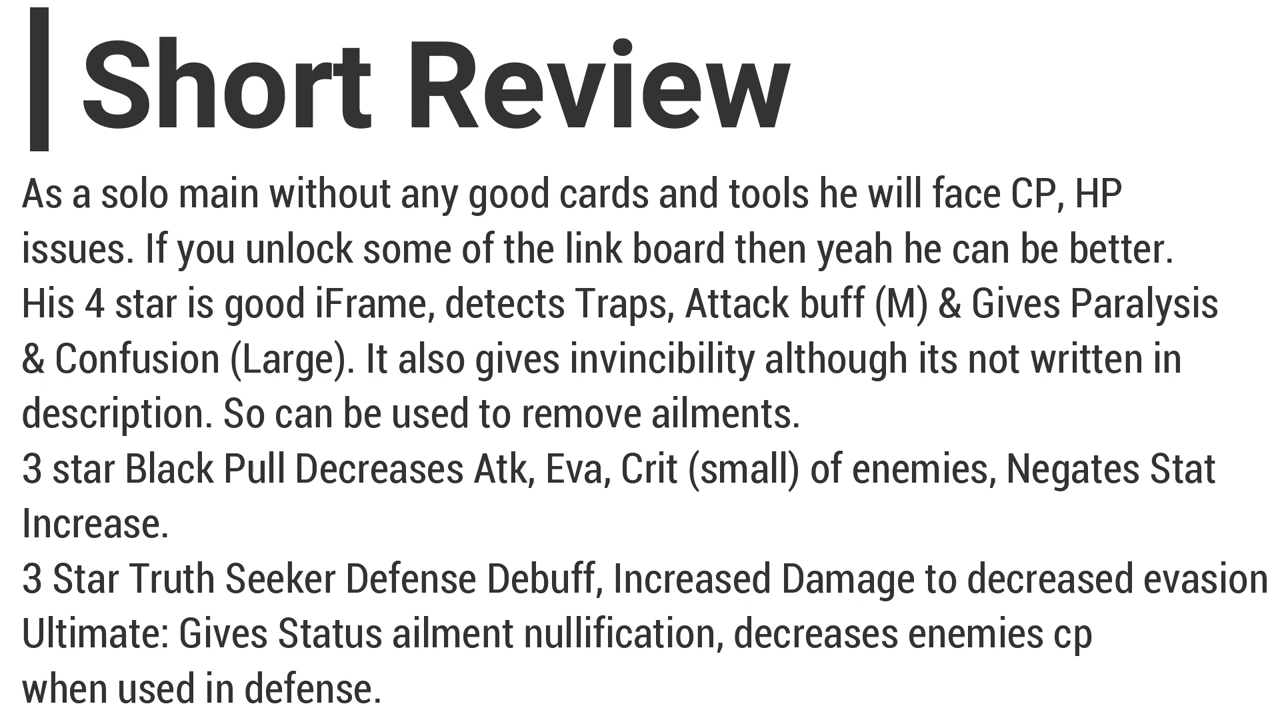 Short Review
As a solo main without any good cards and tools he will face CP, HP
issues. If you unlock some of the link board then yeah he can be better.
His 4 star is good iFrame, detects Traps, Attack buff (M) & Gives Paralysis
& Confusion (Large). It also gives invincibility although its not written in
description. So can be used to remove ailments.
3 star Black Pull Decreases Atk, Eva, Crit (small) of enemies, Negates Stat
Increase.
3 Star Truth Seeker Defense Debuff, Increased Damage to decreased evasion
Ultimate: Gives Status ailment nullification, decreases enemies cp
when used in defense.